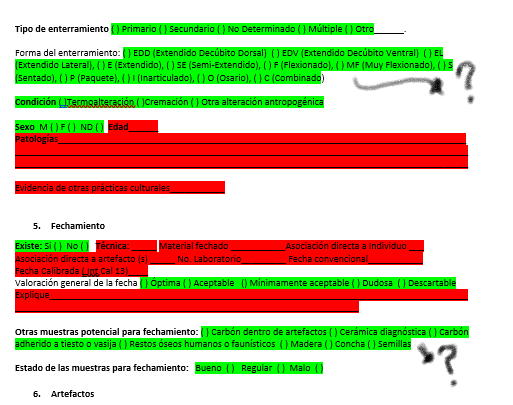 Tipo de enterramiento ( ) Primario ( ) Secundario ( ) No Determinado ( ) Múltiple ( ) Otro______.
Forma del enterramiento: ( ) EDD (Extendido Decúbito Dorsal) ( ) EDV (Extendido Decúbito Ventral) ( ) EL
(Extendido Lateral), ( ) E (Extendido), ( ) SE (Semi-Extendido), ( ) F (Flexionado), ( ) MF (Muy Flexionado), ( ) S
(Sentado), ( ) P (Paquete), ( ) I (Inarticulado), ( ) O (Osario), ( ) C (Combinado)
?
Condición ( )Termoalteración ( )Cremación ( ) Otra alteración antropogénica
Sexo M ( ) F ( ) ND ( ) Edad______
Patologías
Evidencia de otras prácticas culturales____________
5. Fechamiento
Existe: Si ( ) No ( ) Técnica: _____ Material fechado ____________Asociación directa a individuo ___
Asociación directa a artefacto (s)______ No. Laboratorio__________ Fecha convencional____________
Fecha Calibrada (Int Cal 13)____
Valoración general de la fecha ( ) Óptima ( ) Aceptable ( ) Mínimamente aceptable ( ) Dudosa ( ) Descartable
Explique
Otras muestras potencial para fechamiento: ( ) Carbón dentro de artefactos ( ) Cerámica diagnóstica ( ) Carbón
adherido a tiesto o vasija ( ) Restos óseos humanos o faunísticos ( ) Madera ( ) Concha ( ) Semillas
?
Estado de las muestras para fechamiento: Bueno ( ) Regular ( ) Malo ( )
6. Artefactos